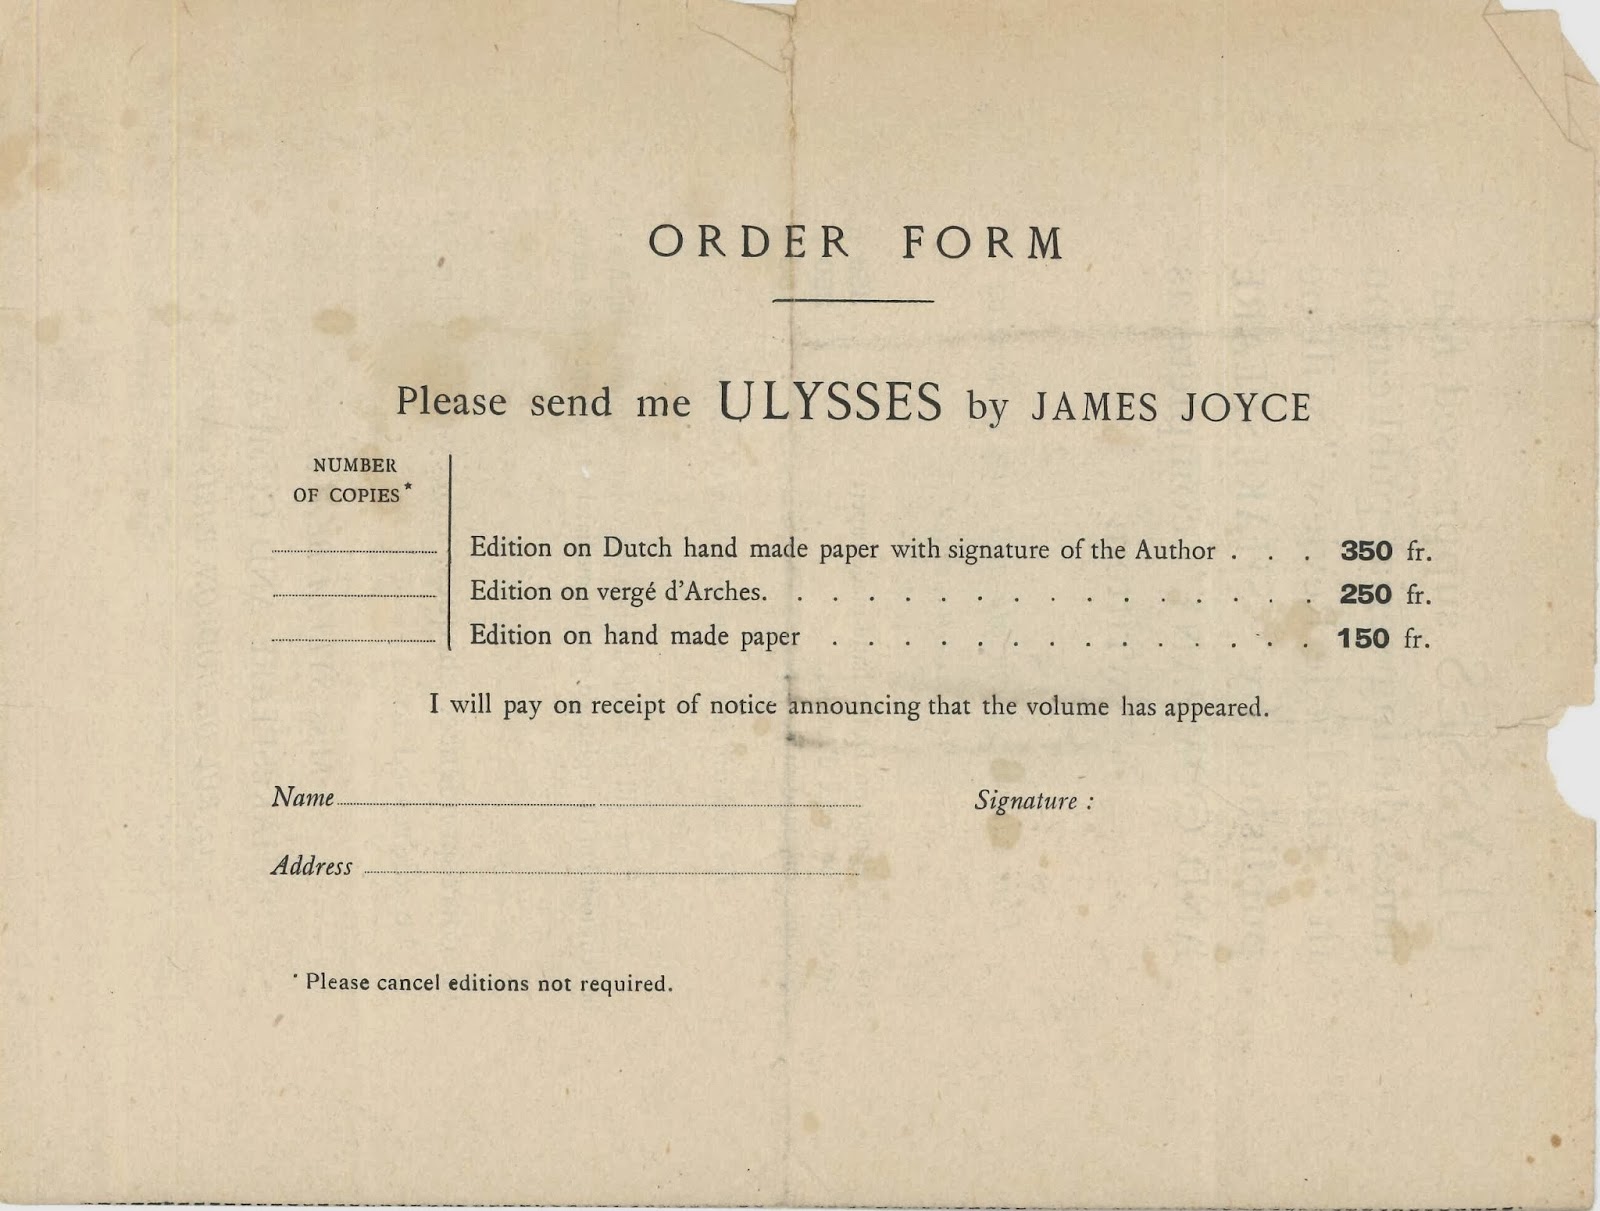 ORDER FORM
Please send me ULYSSES by JAMES JOYCE
NUMBER
OF COPIES*
Edition on Dutch hand made paper with signature of the Author . . . 350 fr.
Edition on vergé d'Arches. . . . . . . . . . . . . . . . 250 fr.
Edition on hand made paper . . . . . . . . . . . . . . 150 fr.
I will pay on receipt of notice announcing that the volume has appeared.
Name
Signature :
Address
* Please cancel editions not required.